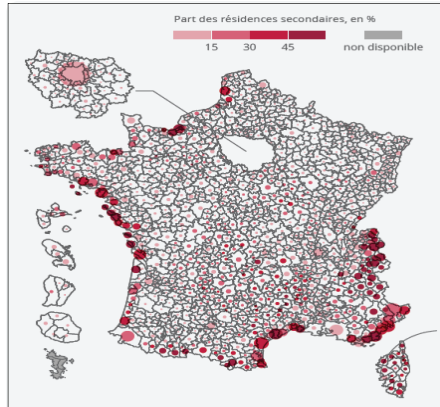 Part des résidences secondaires, en %
15 30 45
non disponible